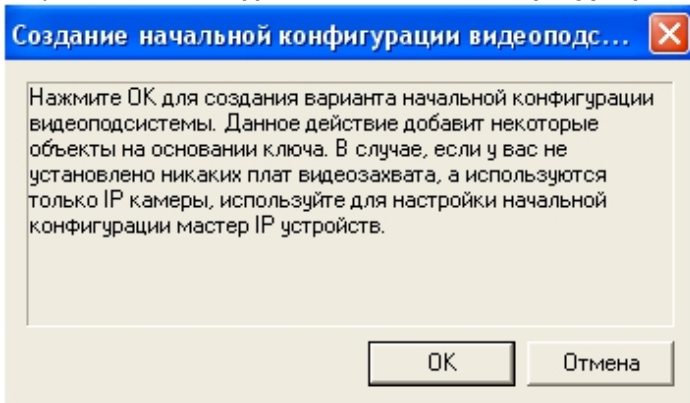 Создание начальной конфигурации видеоподс...
Нажмите ОК для создания варианта начальной конфигурации
видеоподсистемы. Данное действие добавит некоторые
объекты на основании ключа. В случае, если у вас не
установлено никаких плат видеозахвата, а используются
только IP камеры, используйте для настройки начальной
конфигурации мастер IP устройств.
ОК
Отмена